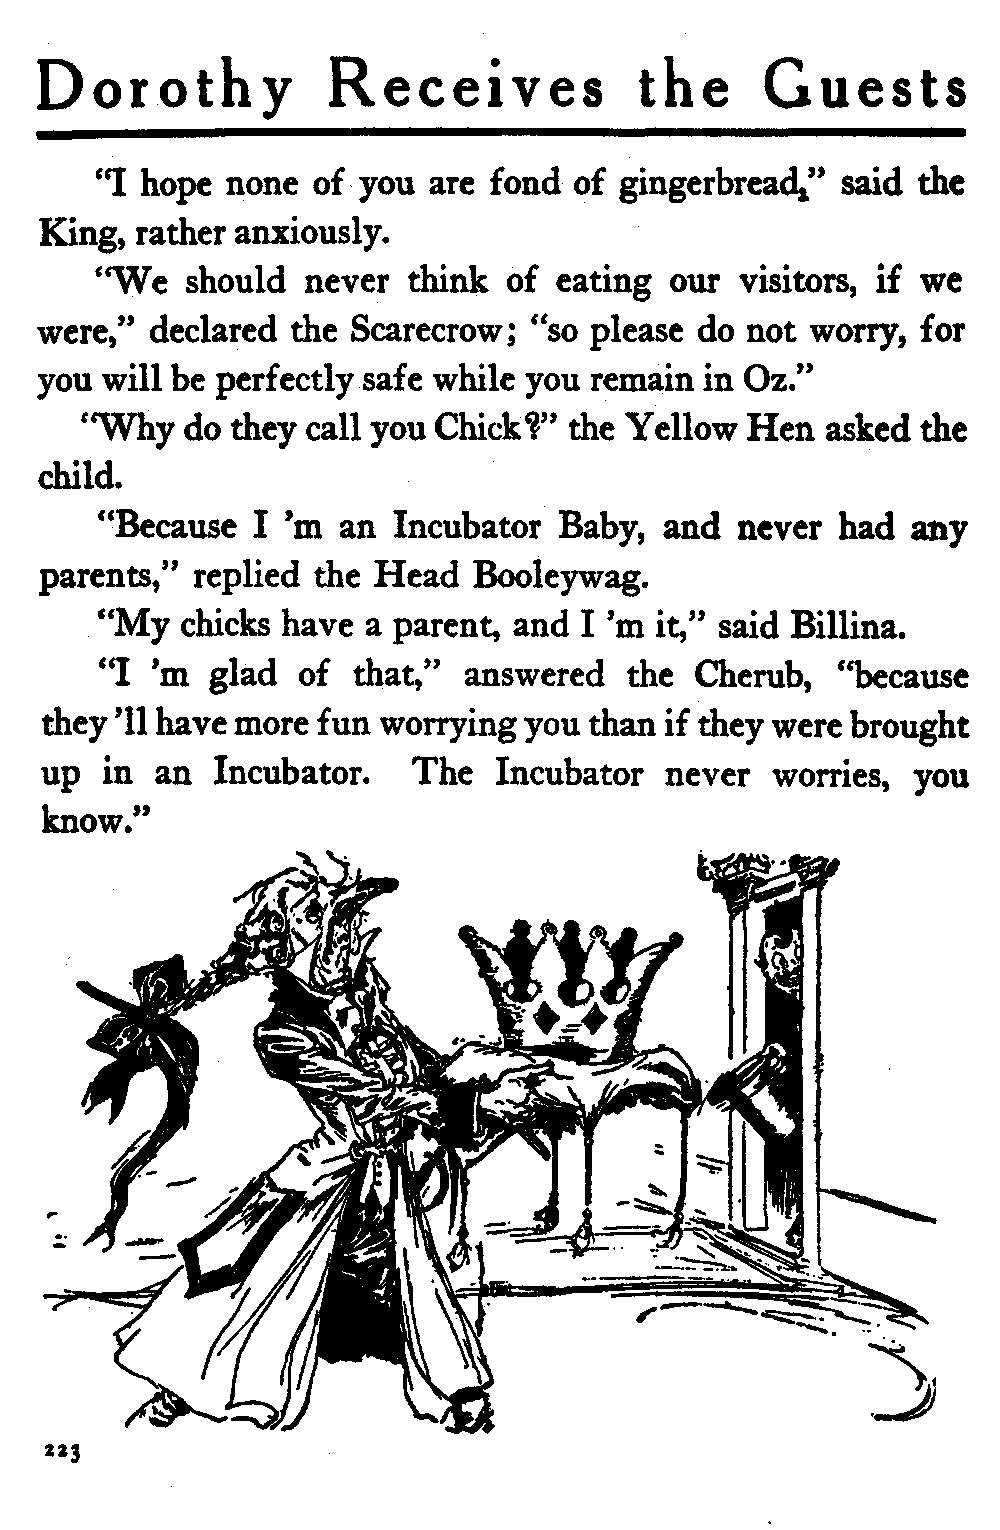 Dorothy Receives the Guests
“I hope none of you are fond of gingerbread,” said the
King, rather anxiously.
“We should never think of eating our visitors, if we
were,” declared the Scarecrow; “so please do not worry, for
you will be perfectly safe while you remain in Oz.”
“Why do they call you Chick?” the Yellow Hen asked the
child.
“Because I ’m an Incubator Baby, and never had any
parents,” replied the Head Booleywag.
“My chicks have a parent, and I ’m it,” said Billina.
“I ’m glad of that,” answered the Cherub, “because
they ’ll have more fun worrying you than if they were brought
up in an Incubator. The Incubator never worries, you
know.”
223